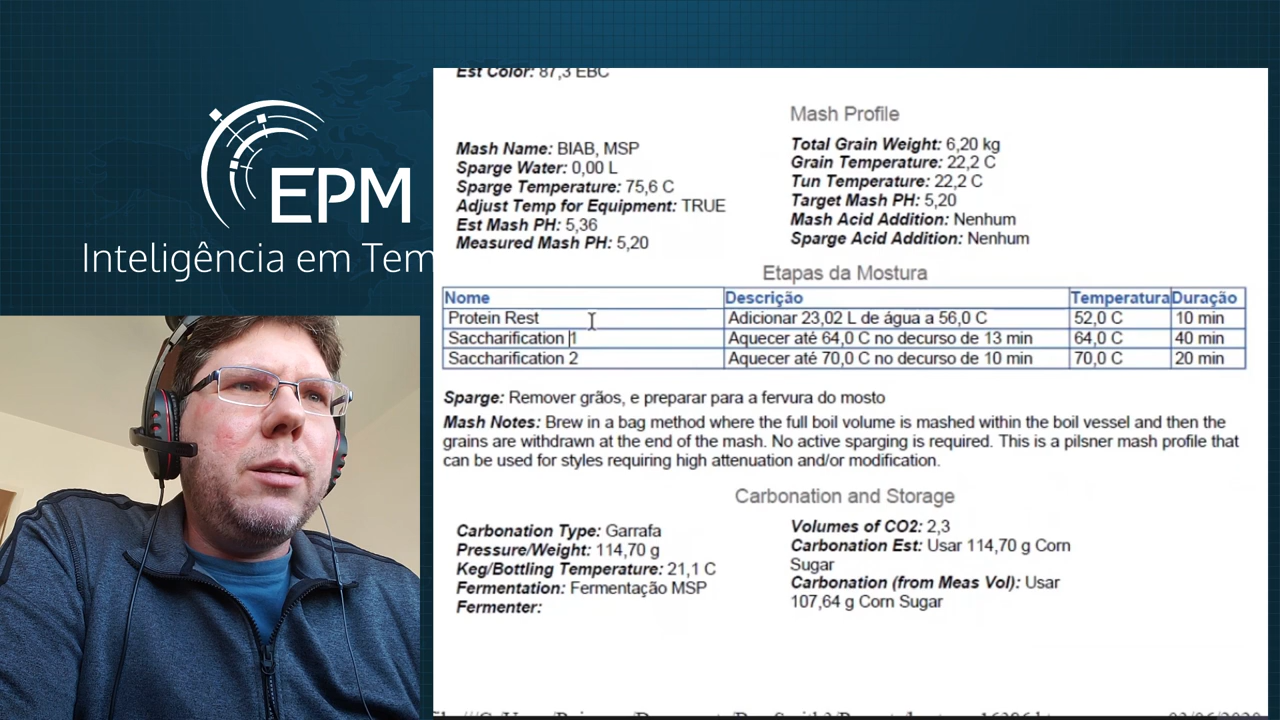 EPM
Inteligência em Tem
Est Color: 87,3 EBC
Mash Profile
Mash Name: BIAB, MSP
Sparge Water: 0,00 L
Sparge Temperature: 75,6 C
Adjust Temp for Equipment: TRUE
Est Mash PH: 5,36
Measured Mash PH: 5,20
Total Grain Weight: 6,20 kg
Grain Temperature: 22,2 C
Tun Temperature: 22,2 C
Target Mash PH: 5,20
Mash Acid Addition: Nenhum
Sparge Acid Addition: Nenhum
Etapas da Mostura
Nome Descrição Temperatura Duração
Protein Rest Adicionar 23,02 L de água a 56,0 C 52,0 C 10 min
Saccharification 1 Aquecer até 64,0 C no decurso de 13 min 64,0 C 40 min
Saccharification 2 Aquecer até 70,0 C no decurso de 10 min 70,0 C 20 min
Sparge: Remover grãos, e preparar para a fervura do mosto
Mash Notes: Brew in a bag method where the full boil volume is mashed within the boil vessel and then the
grains are withdrawn at the end of the mash. No active sparging is required. This is a pilsner mash profile that
can be used for styles requiring high attenuation and/or modification.
Carbonation and Storage
Carbonation Type: Garrafa
Pressure/Weight: 114,70 g
Keg/Bottling Temperature: 21,1 C
Fermentation: Fermentação MSP
Fermenter:
Volumes of CO2: 2,3
Carbonation Est: Usar 114,70 g Corn
Sugar
Carbonation (from Meas Vol): Usar
107,64 g Corn Sugar